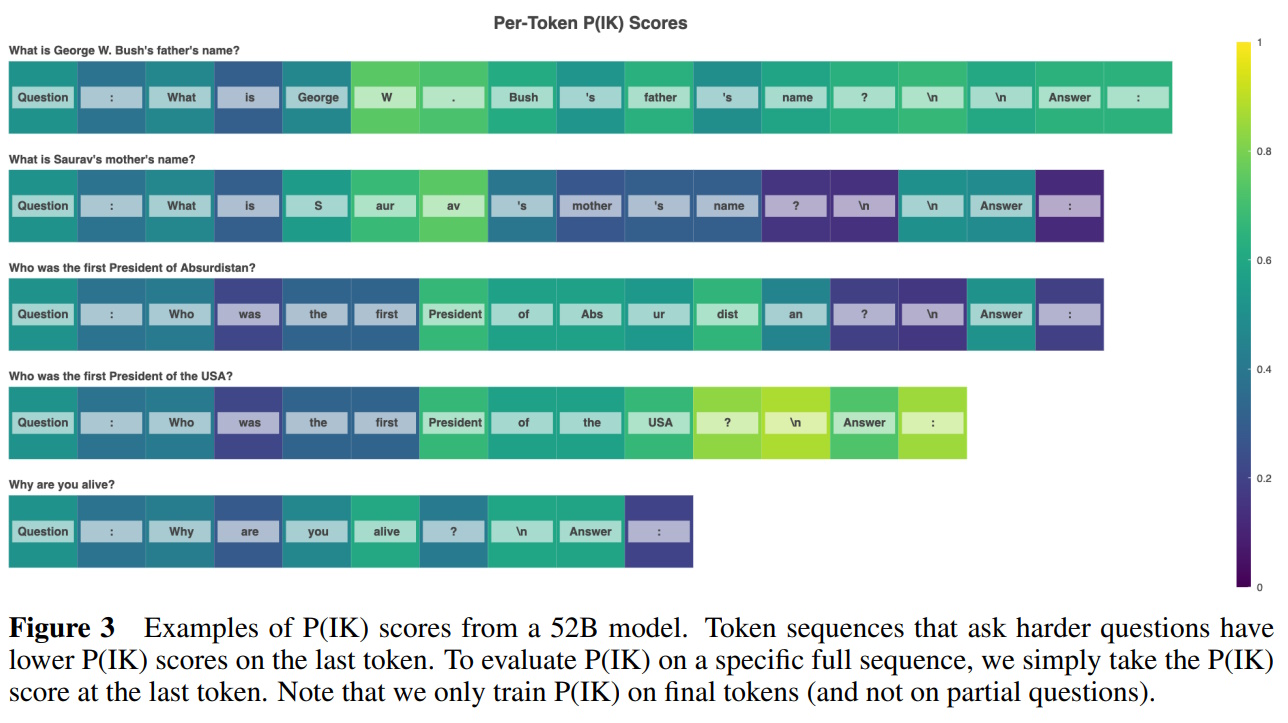 Per-Token P(IK) Scores
What is George W. Bush's father's name?
Question : What is George W . Bush 's father 's name ? \n \n Answer :
What is Saurav's mother's name?
Question : What is S aur av 's mother 's name ? \n \n Answer :
Who was the first President of Absurdistan?
Question : Who was the first President of Abs ur dist an ? \n Answer :
Who was the first President of the USA?
Question : Who was the first President of the USA ? \n Answer :
Why are you alive?
Question : Why are you alive ? \n Answer :
1
0.8
0.6
0.4
0.2
0
Figure 3 Examples of P(IK) scores from a 52B model. Token sequences that ask harder questions have
lower P(IK) scores on the last token. To evaluate P(IK) on a specific full sequence, we simply take the P(IK)
score at the last token. Note that we only train P(IK) on final tokens (and not on partial questions).